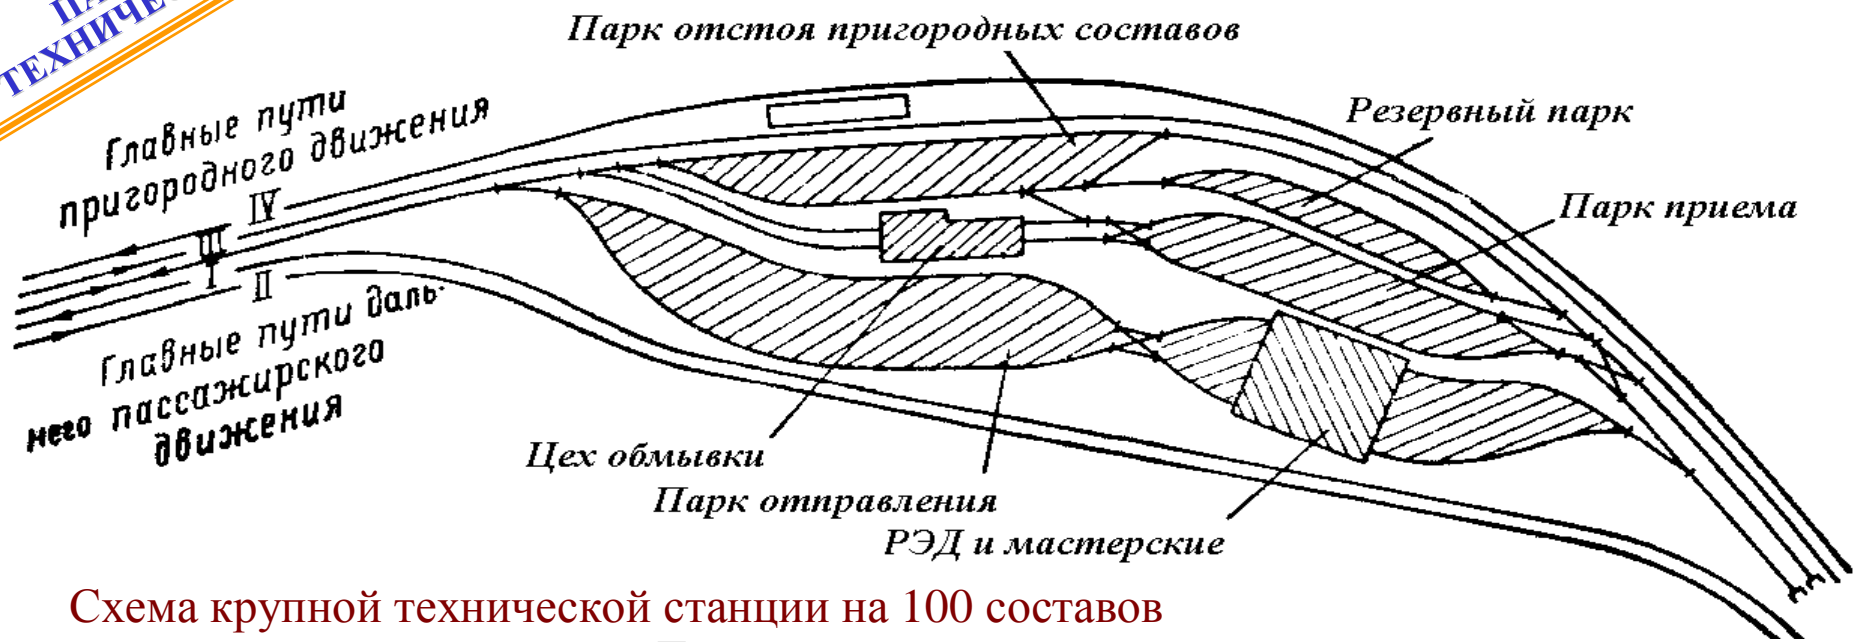 ТЕХНИЧЕС
Парк отстоя пригородных составов
Главные пути
пригородного движения
Резервный парк
Парк приема
IV
III
I
II
Главные пути даль-
него пассажирского
движения
Цех обмывки
Парк отправления
РЭД и мастерские
Схема крупной технической станции на 100 составов